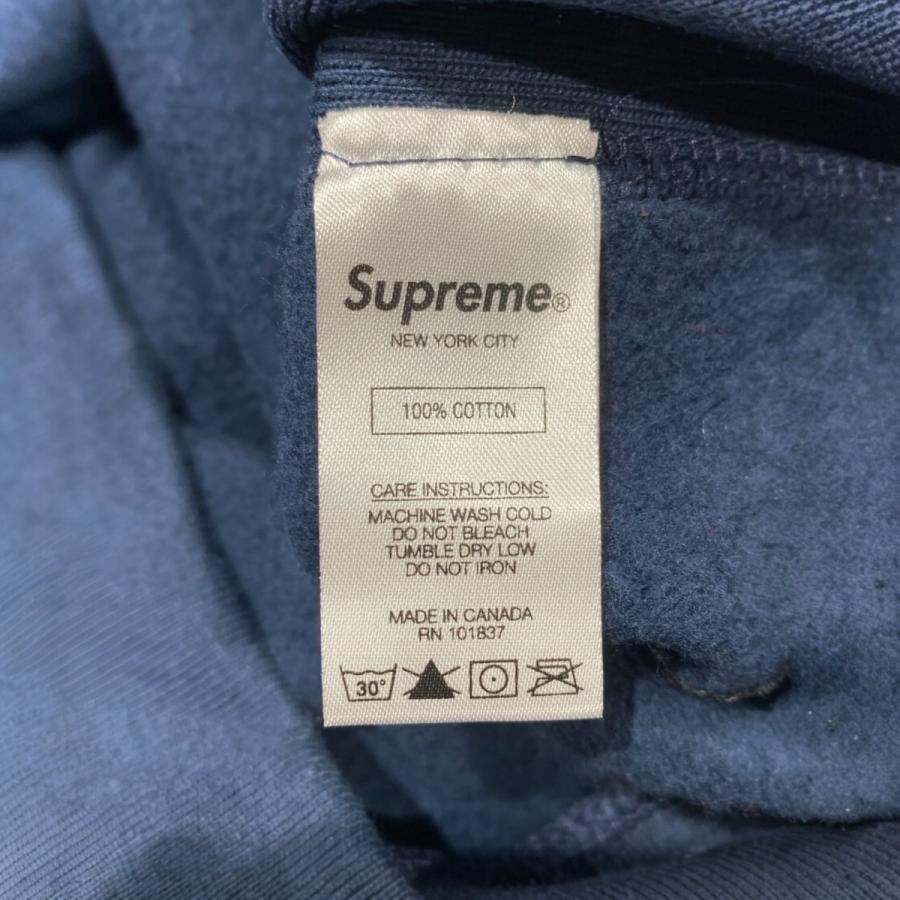 Supreme®
NEW YORK CITY
100% COTTON
CARE INSTRUCTIONS:
MACHINE WASH COLD
DO NOT BLEACH
TUMBLE DRY LOW
DO NOT IRON
MADE IN CANADA
RN 101837
30°